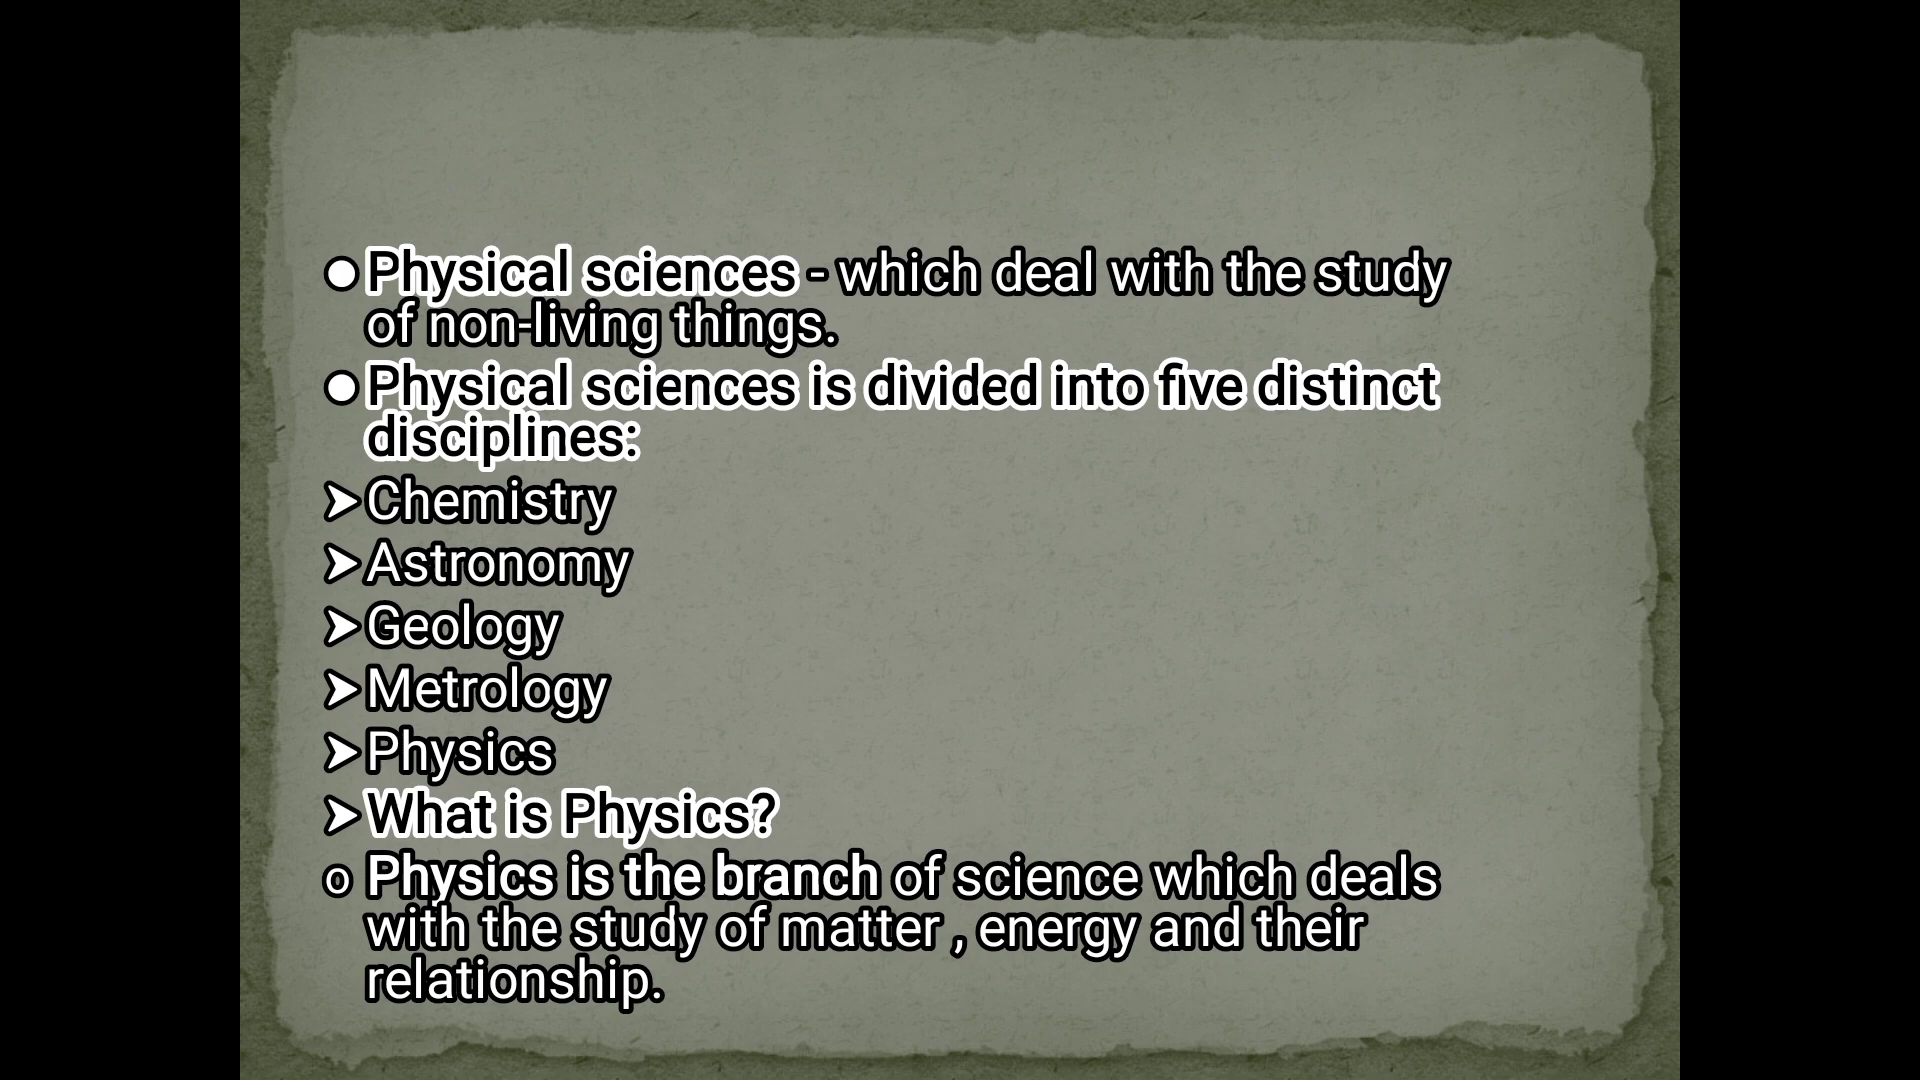 ● Physical sciences - which deal with the study
of non-living things.
● Physical sciences is divided into five distinct
disciplines:
➤ Chemistry
➤ Astronomy
➤ Geology
➤ Metrology
➤ Physics
➤ What is Physics?
o Physics is the branch of science which deals
with the study of matter , energy and their
relationship.